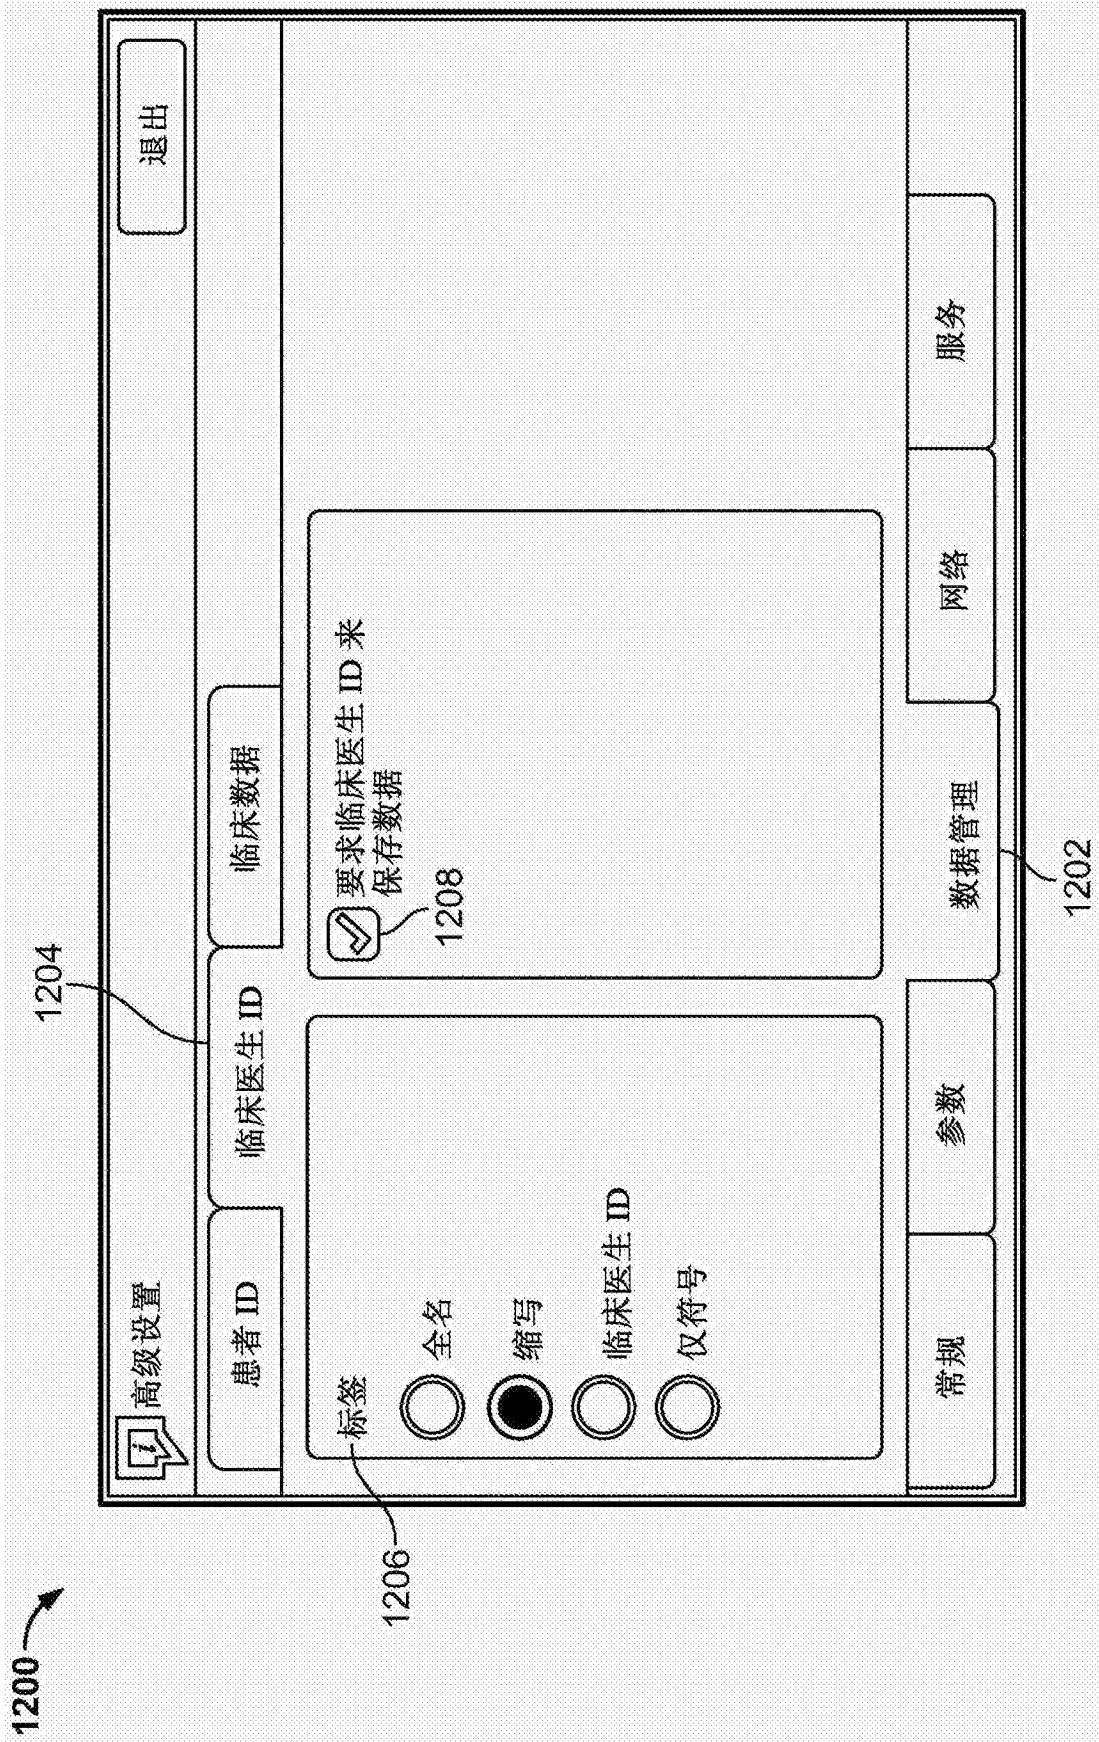 1200
高级设置
退出
1204
患者 ID
临床医生 ID
临床数据
标签
1206
全名
缩写
临床医生 ID
仅符号
要求临床医生 ID 来
保存数据
1208
常规
参数
数据管理
网络
服务
1202